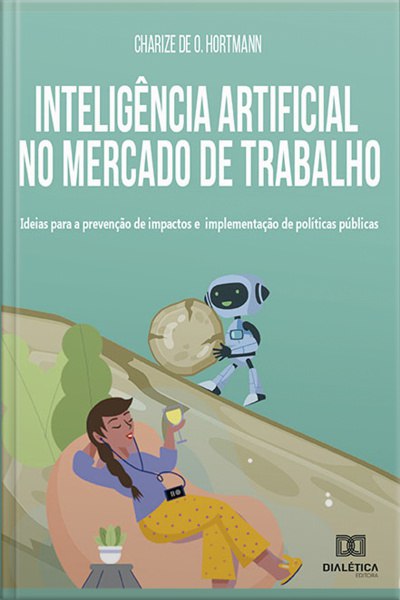 CHARIZE DE O. HORTMANN
INTELIGÊNCIA ARTIFICIAL
NO MERCADO DE TRABALHO
Ideias para a prevenção de impactos e implementação de políticas públicas
DIALÉTICA
EDITORA